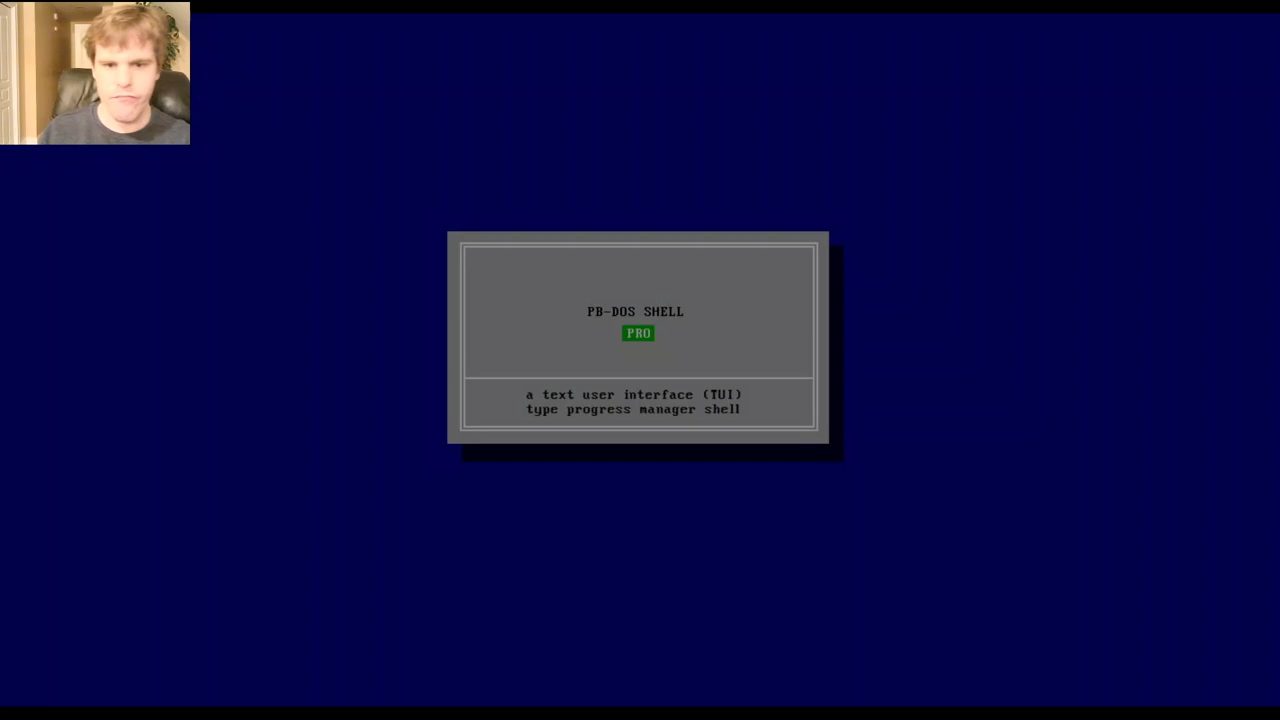 PB-DOS SHELL
PRO
a text user interface (TUI)
type progress manager shell